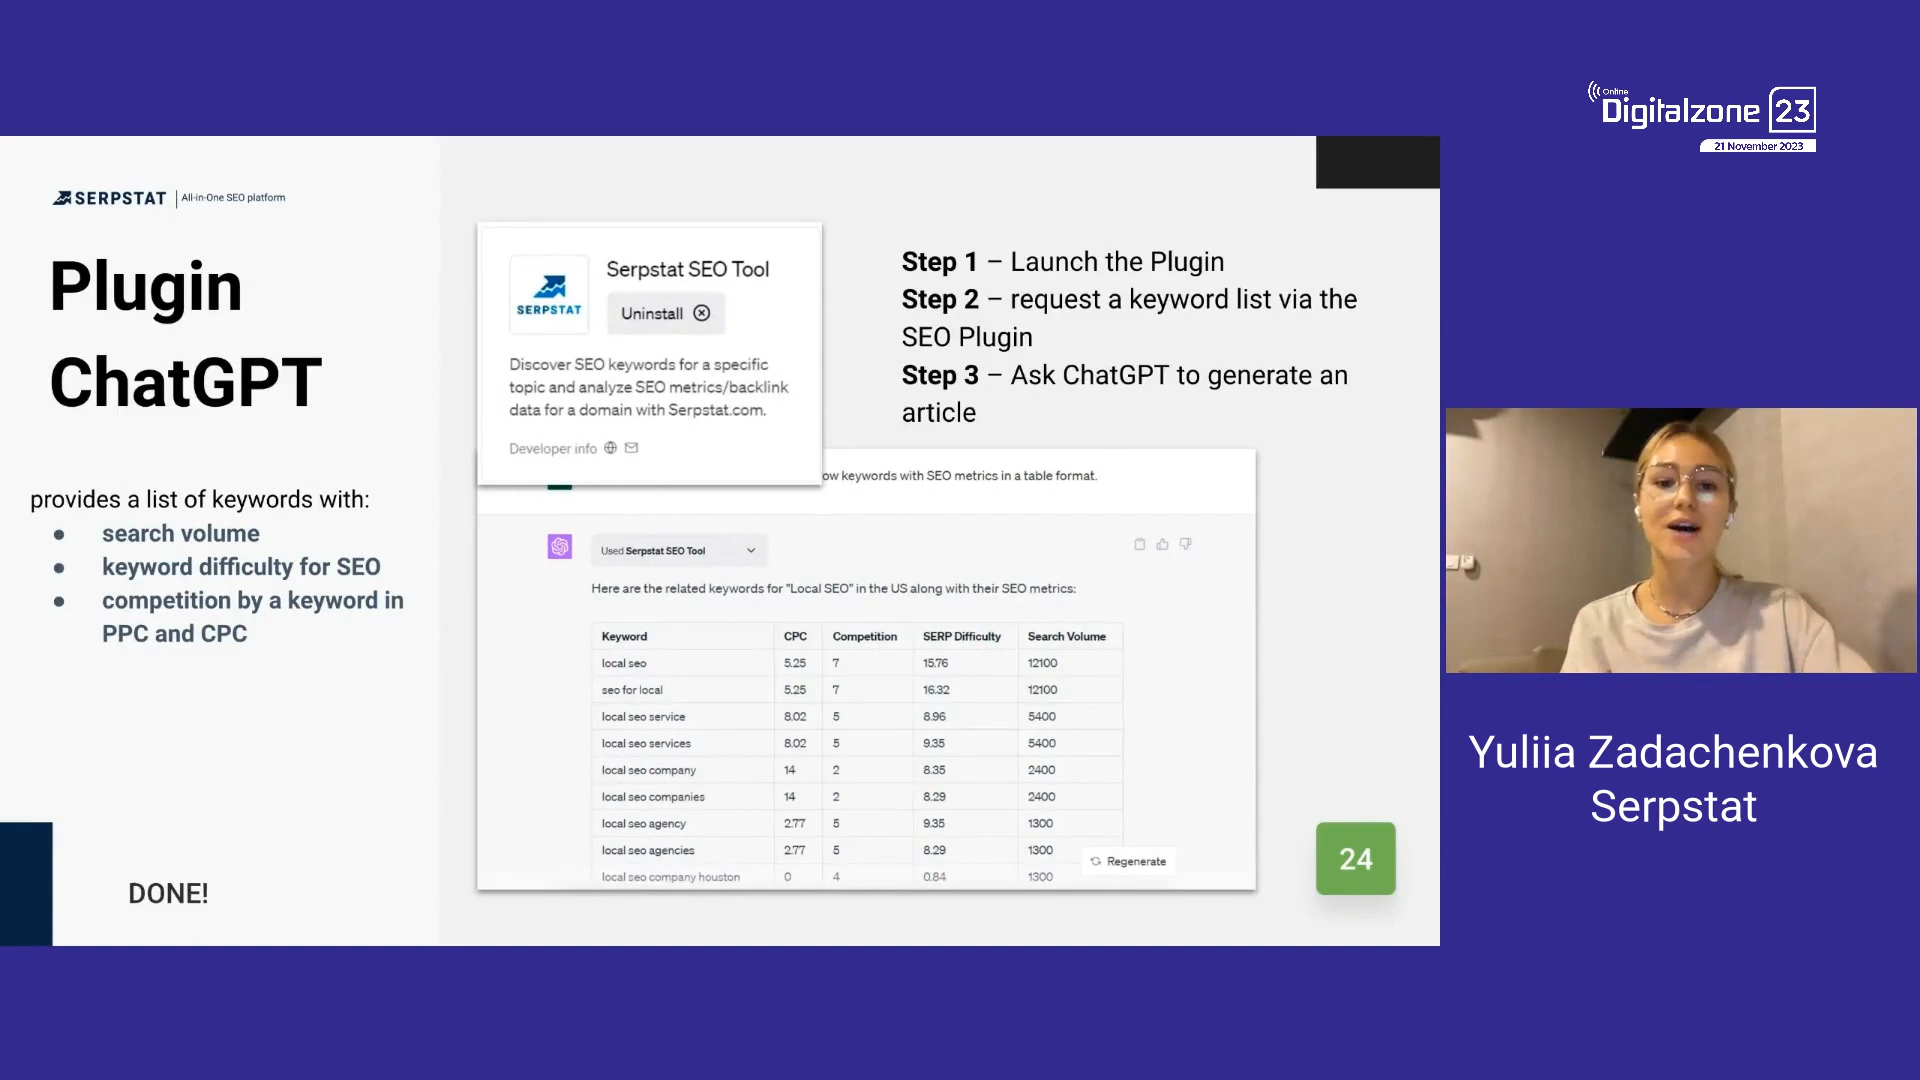 Online
Digitalzone 23
21 November 2023
SERPSTAT
All-in-One SEO platform
Plugin
ChatGPT
provides a list of keywords with:
● search volume
● keyword difficulty for SEO
● competition by a keyword in
PPC and CPC
DONE!
SERPSTAT
Serpstat SEO Tool
Uninstall
Discover SEO keywords for a specific
topic and analyze SEO metrics/backlink
data for a domain with Serpstat.com.
Developer info
Step 1 – Launch the Plugin
Step 2 – request a keyword list via the
SEO Plugin
Step 3 – Ask ChatGPT to generate an
article
ow keywords with SEO metrics in a table format.
Used Serpstat SEO Tool
Here are the related keywords for "Local SEO" in the US along with their SEO metrics:
Keyword CPC Competition SERP Difficulty Search Volume
local seo 5.25 7 15.76 12100
seo for local 5.25 7 16.32 12100
local seo service 8.02 5 8.96 5400
local seo services 8.02 5 9.35 5400
local seo company 14 2 8.35 2400
local seo companies 14 2 8.29 2400
local seo agency 2.77 5 9.35 1300
local seo agencies 2.77 5 8.29 1300
local seo company houston 0 4 0.84 1300
Regenerate
24
Yuliia Zadachenkova
Serpstat